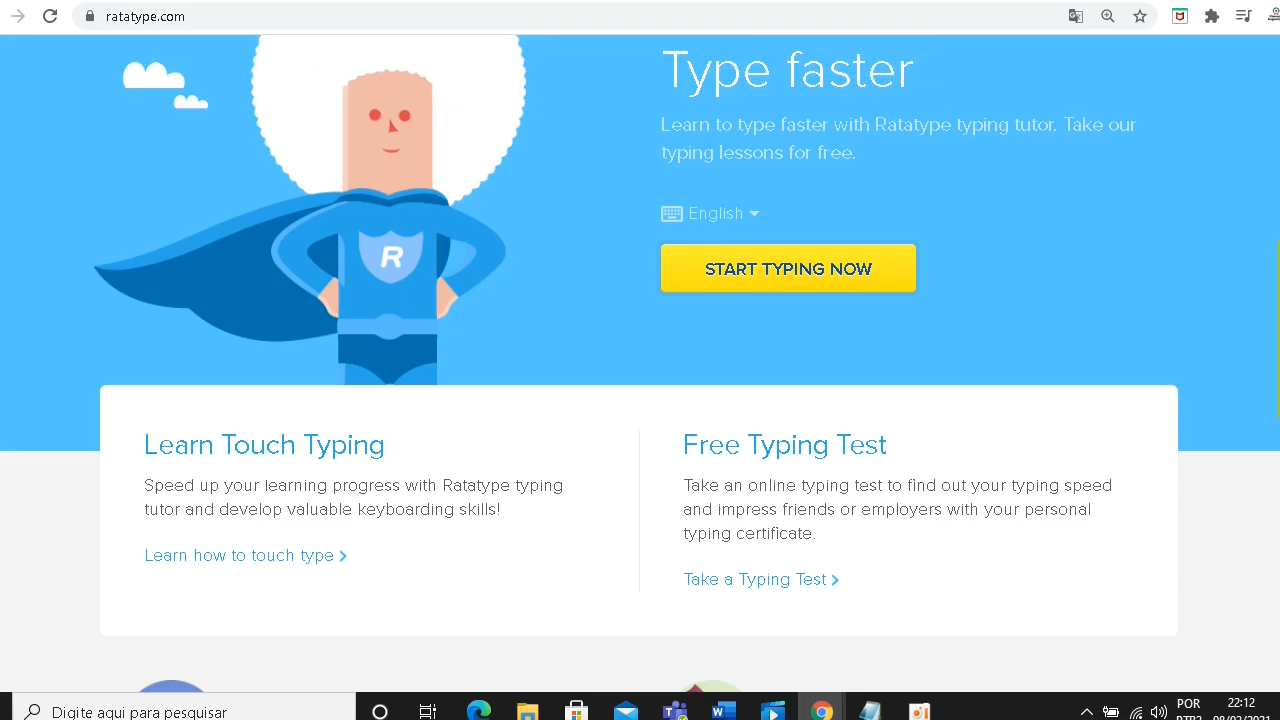 ratatype.com
Type faster
Learn to type faster with Ratatype typing tutor. Take our
typing lessons for free.
English
START TYPING NOW
R
Learn Touch Typing
Speed up your learning progress with Ratatype typing
tutor and develop valuable keyboarding skills!
Learn how to touch type
Free Typing Test
Take an online typing test to find out your typing speed
and impress friends or employers with your personal
typing certificate.
Take a Typing Test
Digite aqui para pesquisar
POR
22:12